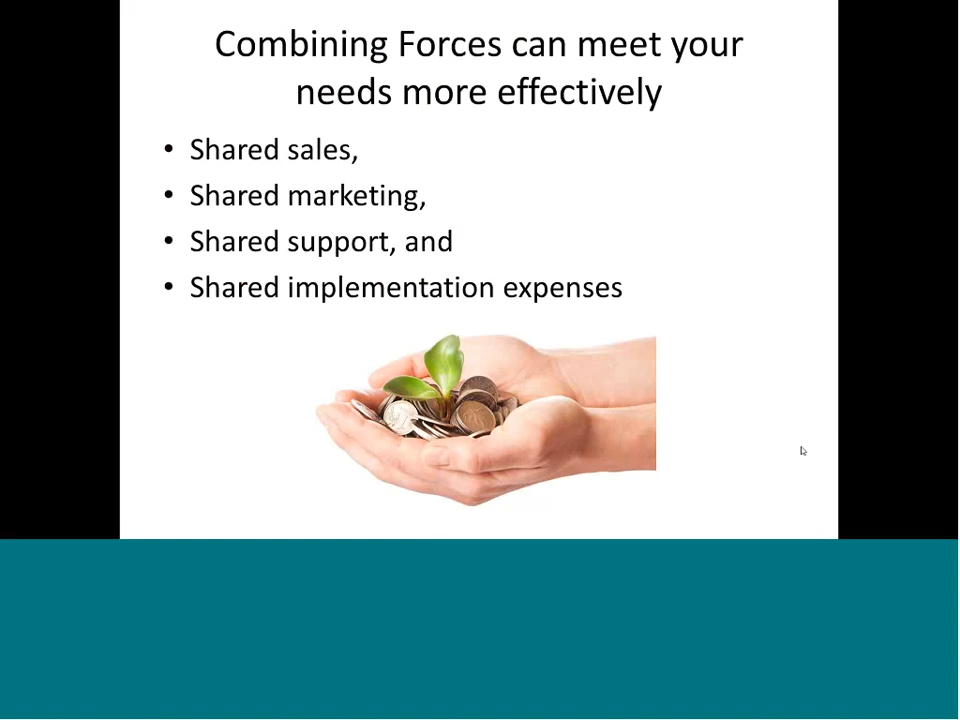 Combining Forces can meet your
needs more effectively
• Shared sales,
• Shared marketing,
• Shared support, and
• Shared implementation expenses